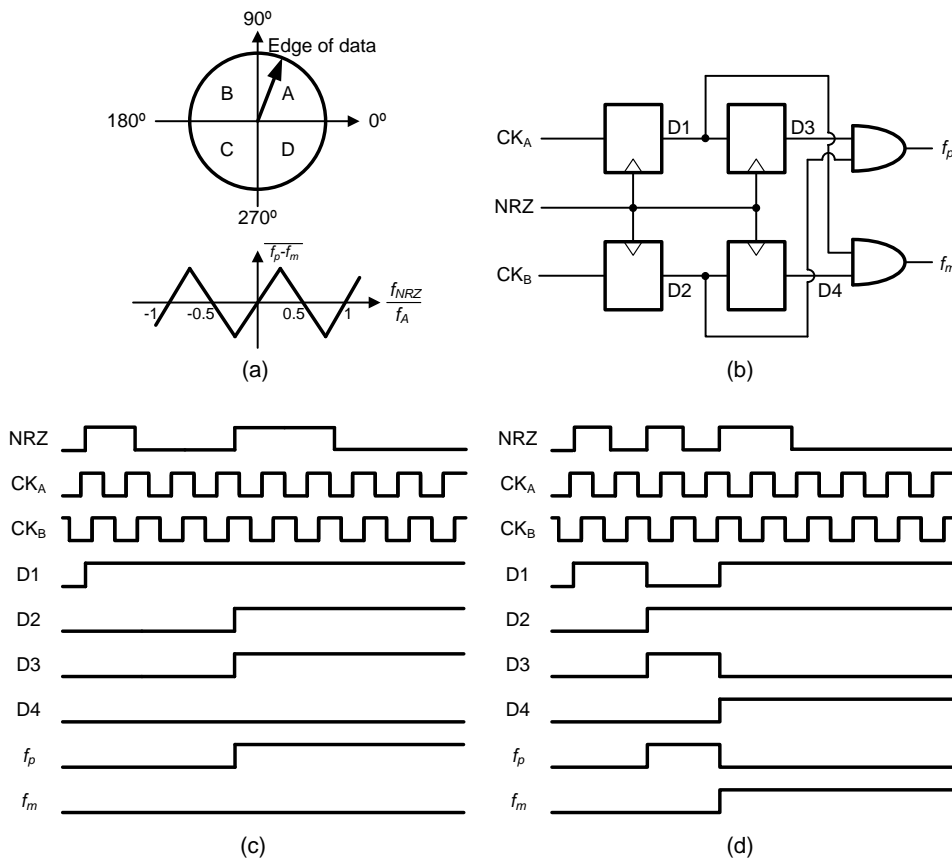 90º
Edge of data
B A
180º 0º
C D
270º
fp-fm
fNRZ
fA
-1 -0.5 0.5 1
(a)
CKA
D1 D3
fp
NRZ
CKB
D2 D4
fm
(b)
NRZ
CKA
CKB
D1
D2
D3
D4
fp
fm
(c)
NRZ
CKA
CKB
D1
D2
D3
D4
fp
fm
(d)